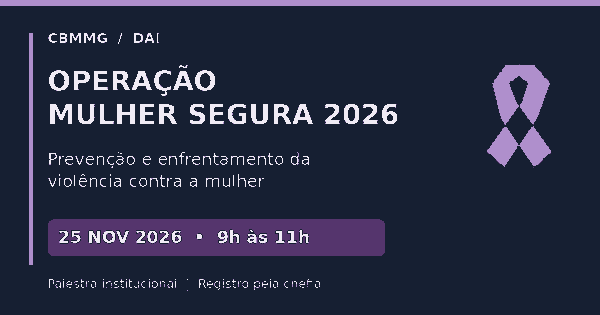 CBMMG / DAI
OPERAÇÃO
MULHER SEGURA 2026
Prevenção e enfrentamento da
violência contra a mulher
25 NOV 2026 • 9h às 11h
Palestra institucional | Registro pela chefia